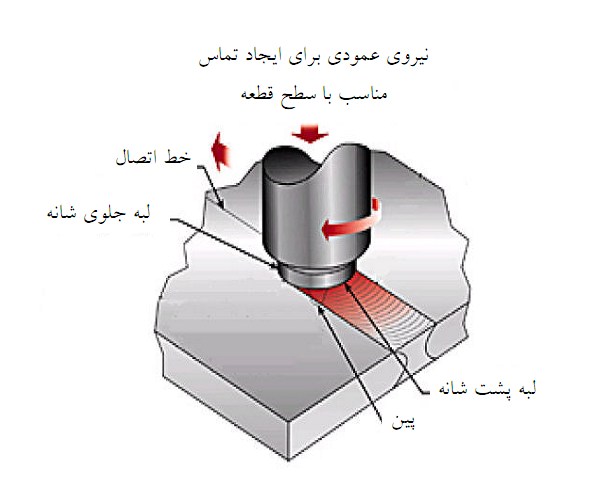 نیروی عمودی برای ایجاد تماس
مناسب با سطح قطعه
خط اتصال
لبه جلوی شانه
لبه پشت شانه
پین